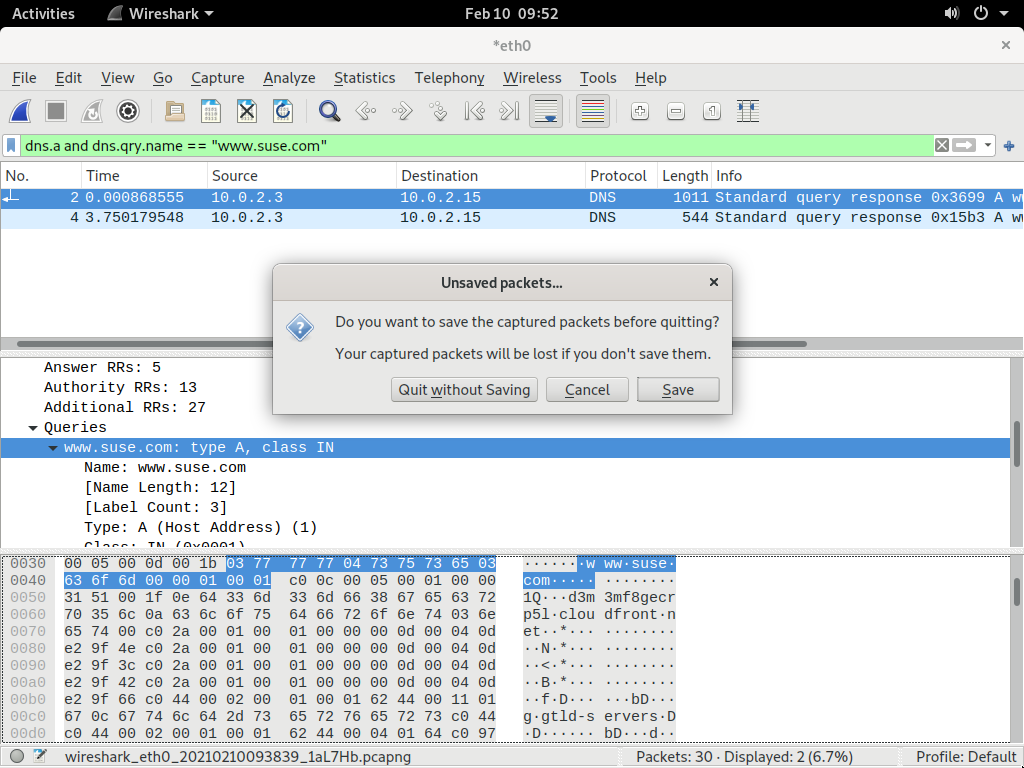 Activities Wireshark Feb 10 09:52
*eth0
File Edit View Go Capture Analyze Statistics Telephony Wireless Tools Help
dns.a and dns.qry.name == "www.suse.com"
No. Time Source Destination Protocol Length Info
2 0.000868555 10.0.2.3 10.0.2.15 DNS 1011 Standard query response 0x3699 A ww
4 3.750179548 10.0.2.3 10.0.2.15 DNS 544 Standard query response 0x15b3 A ww
Unsaved packets...
Do you want to save the captured packets before quitting?
Your captured packets will be lost if you don't save them.
Quit without Saving Cancel Save
Answer RRs: 5
Authority RRs: 13
Additional RRs: 27
Queries
www.suse.com: type A, class IN
Name: www.suse.com
[Name Length: 12]
[Label Count: 3]
Type: A (Host Address) (1)
Class: IN (0x0001)
0030 00 05 00 0d 00 1b 03 77 77 77 04 73 75 73 65 03 ·······w ww·suse·
0040 63 6f 6d 00 00 01 00 01 c0 0c 00 05 00 01 00 00 com····· ········
0050 31 51 00 1f 0e 64 33 6d 33 6d 66 38 67 65 63 72 1Q···d3m 3mf8gecr
0060 70 35 6c 0a 63 6c 6f 75 64 66 72 6f 6e 74 03 6e p5l·clou dfront·n
0070 65 74 00 c0 2a 00 01 00 01 00 00 00 0d 00 04 0d et··*··· ········
0080 e2 9f 4e c0 2a 00 01 00 01 00 00 00 0d 00 04 0d ··N·*··· ········
0090 e2 9f 3c c0 2a 00 01 00 01 00 00 00 0d 00 04 0d ··<·*··· ········
00a0 e2 9f 42 c0 2a 00 01 00 01 00 00 00 0d 00 04 0d ··B·*··· ········
00b0 e2 9f 66 c0 44 00 02 00 01 00 01 62 44 00 11 01 ··f·D··· ···bD···
00c0 67 0c 67 74 6c 64 2d 73 65 72 76 65 72 73 c0 44 g·gtld-s ervers·D
00d0 c0 44 00 02 00 01 00 01 62 44 00 04 01 64 c0 97 ·D······ bD···d··
wireshark_eth0_20210210093839_1aL7Hb.pcapng Packets: 30 · Displayed: 2 (6.7%) Profile: Default